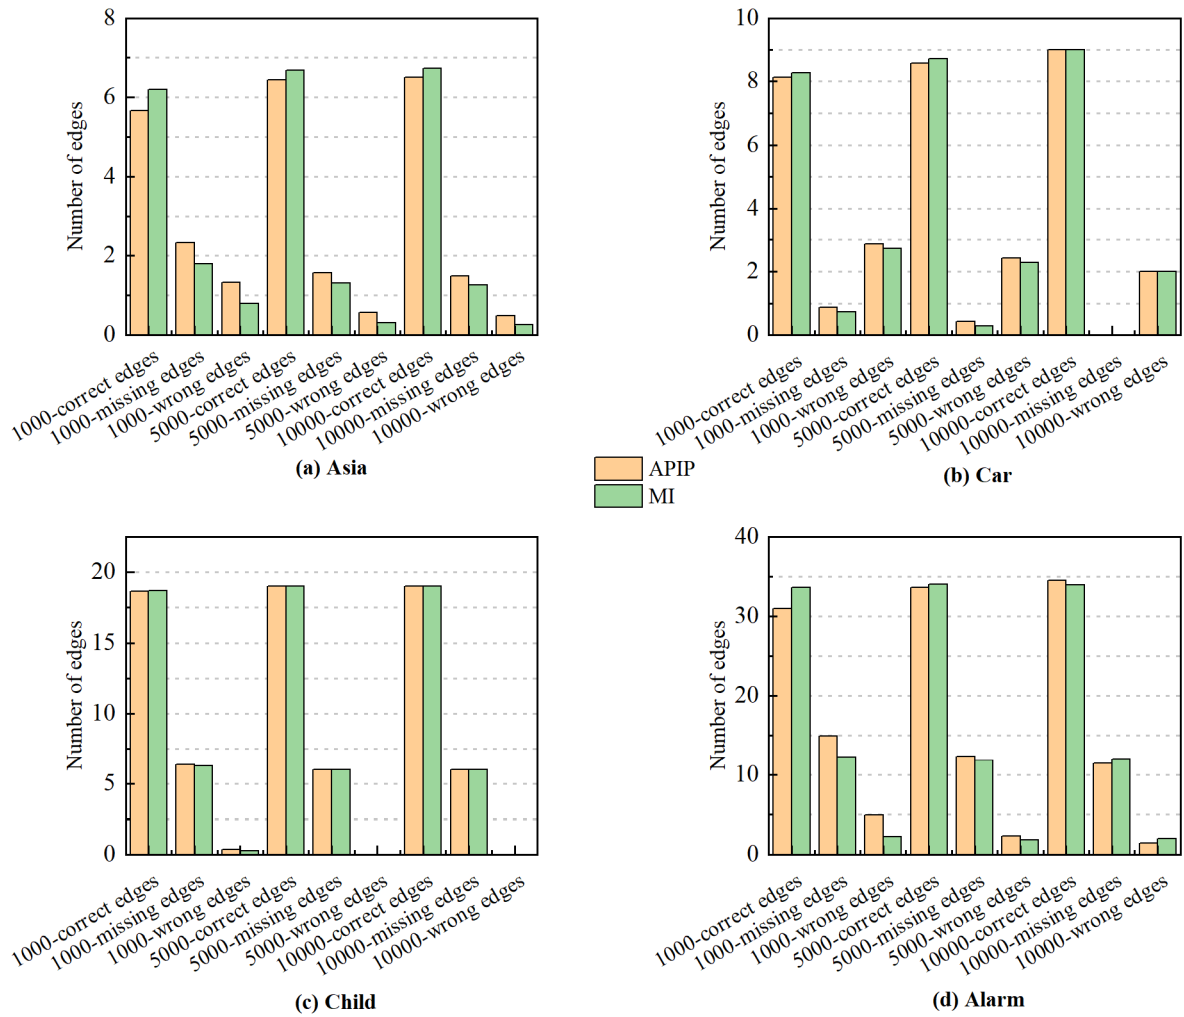 8
6
4
2
0
Number of edges
1000-correct edges
1000-missing edges
1000-wrong edges
5000-correct edges
5000-missing edges
5000-wrong edges
10000-correct edges
10000-missing edges
10000-wrong edges
(a) Asia
10
8
6
4
2
0
Number of edges
1000-correct edges
1000-missing edges
1000-wrong edges
5000-correct edges
5000-missing edges
5000-wrong edges
10000-correct edges
10000-missing edges
10000-wrong edges
(b) Car
APIP
MI
20
15
10
5
0
Number of edges
1000-correct edges
1000-missing edges
1000-wrong edges
5000-correct edges
5000-missing edges
5000-wrong edges
10000-correct edges
10000-missing edges
10000-wrong edges
(c) Child
40
30
20
10
0
Number of edges
1000-correct edges
1000-missing edges
1000-wrong edges
5000-correct edges
5000-missing edges
5000-wrong edges
10000-correct edges
10000-missing edges
10000-wrong edges
(d) Alarm